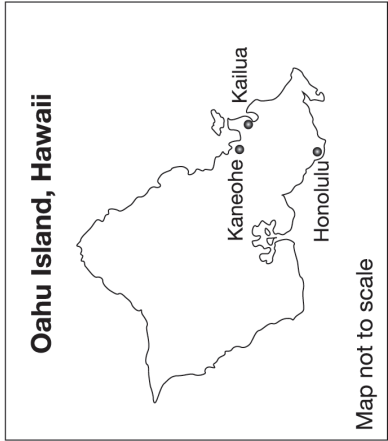 Oahu Island, Hawaii
Kailua
Kaneohe
Honolulu
Map not to scale